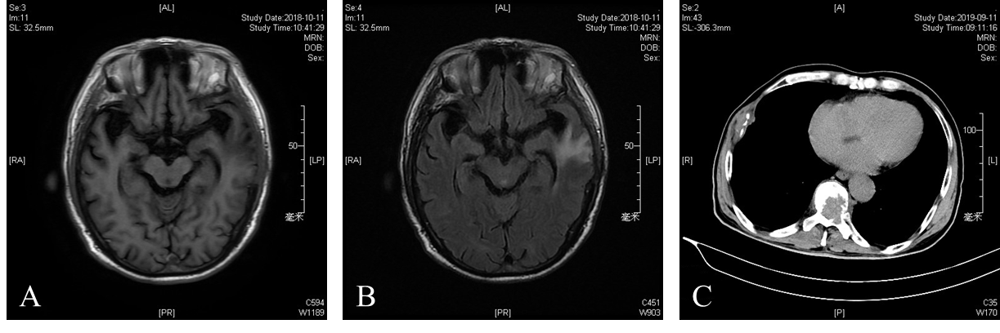 Se:3
Im:11
SL: 32.5mm
[AL]
Study Date:2018-10-11
Study Time:10:41:29
MRN:
DOB:
Sex:
[RA]
50
[LP]
毫米
A
[PR]
C594
W1189
Se:4
Im:11
SL: 32.5mm
[AL]
Study Date:2018-10-11
Study Time:10:41:29
MRN:
DOB:
Sex:
[RA]
50
[LP]
毫米
B
[PR]
C451
W903
Se:2
Im:43
SL:-306.3mm
[A]
Study Date:2019-09-11
Study Time:09:11:16
MRN:
DOB:
Sex:
100
[R]
[L]
毫米
C
[P]
C35
W170